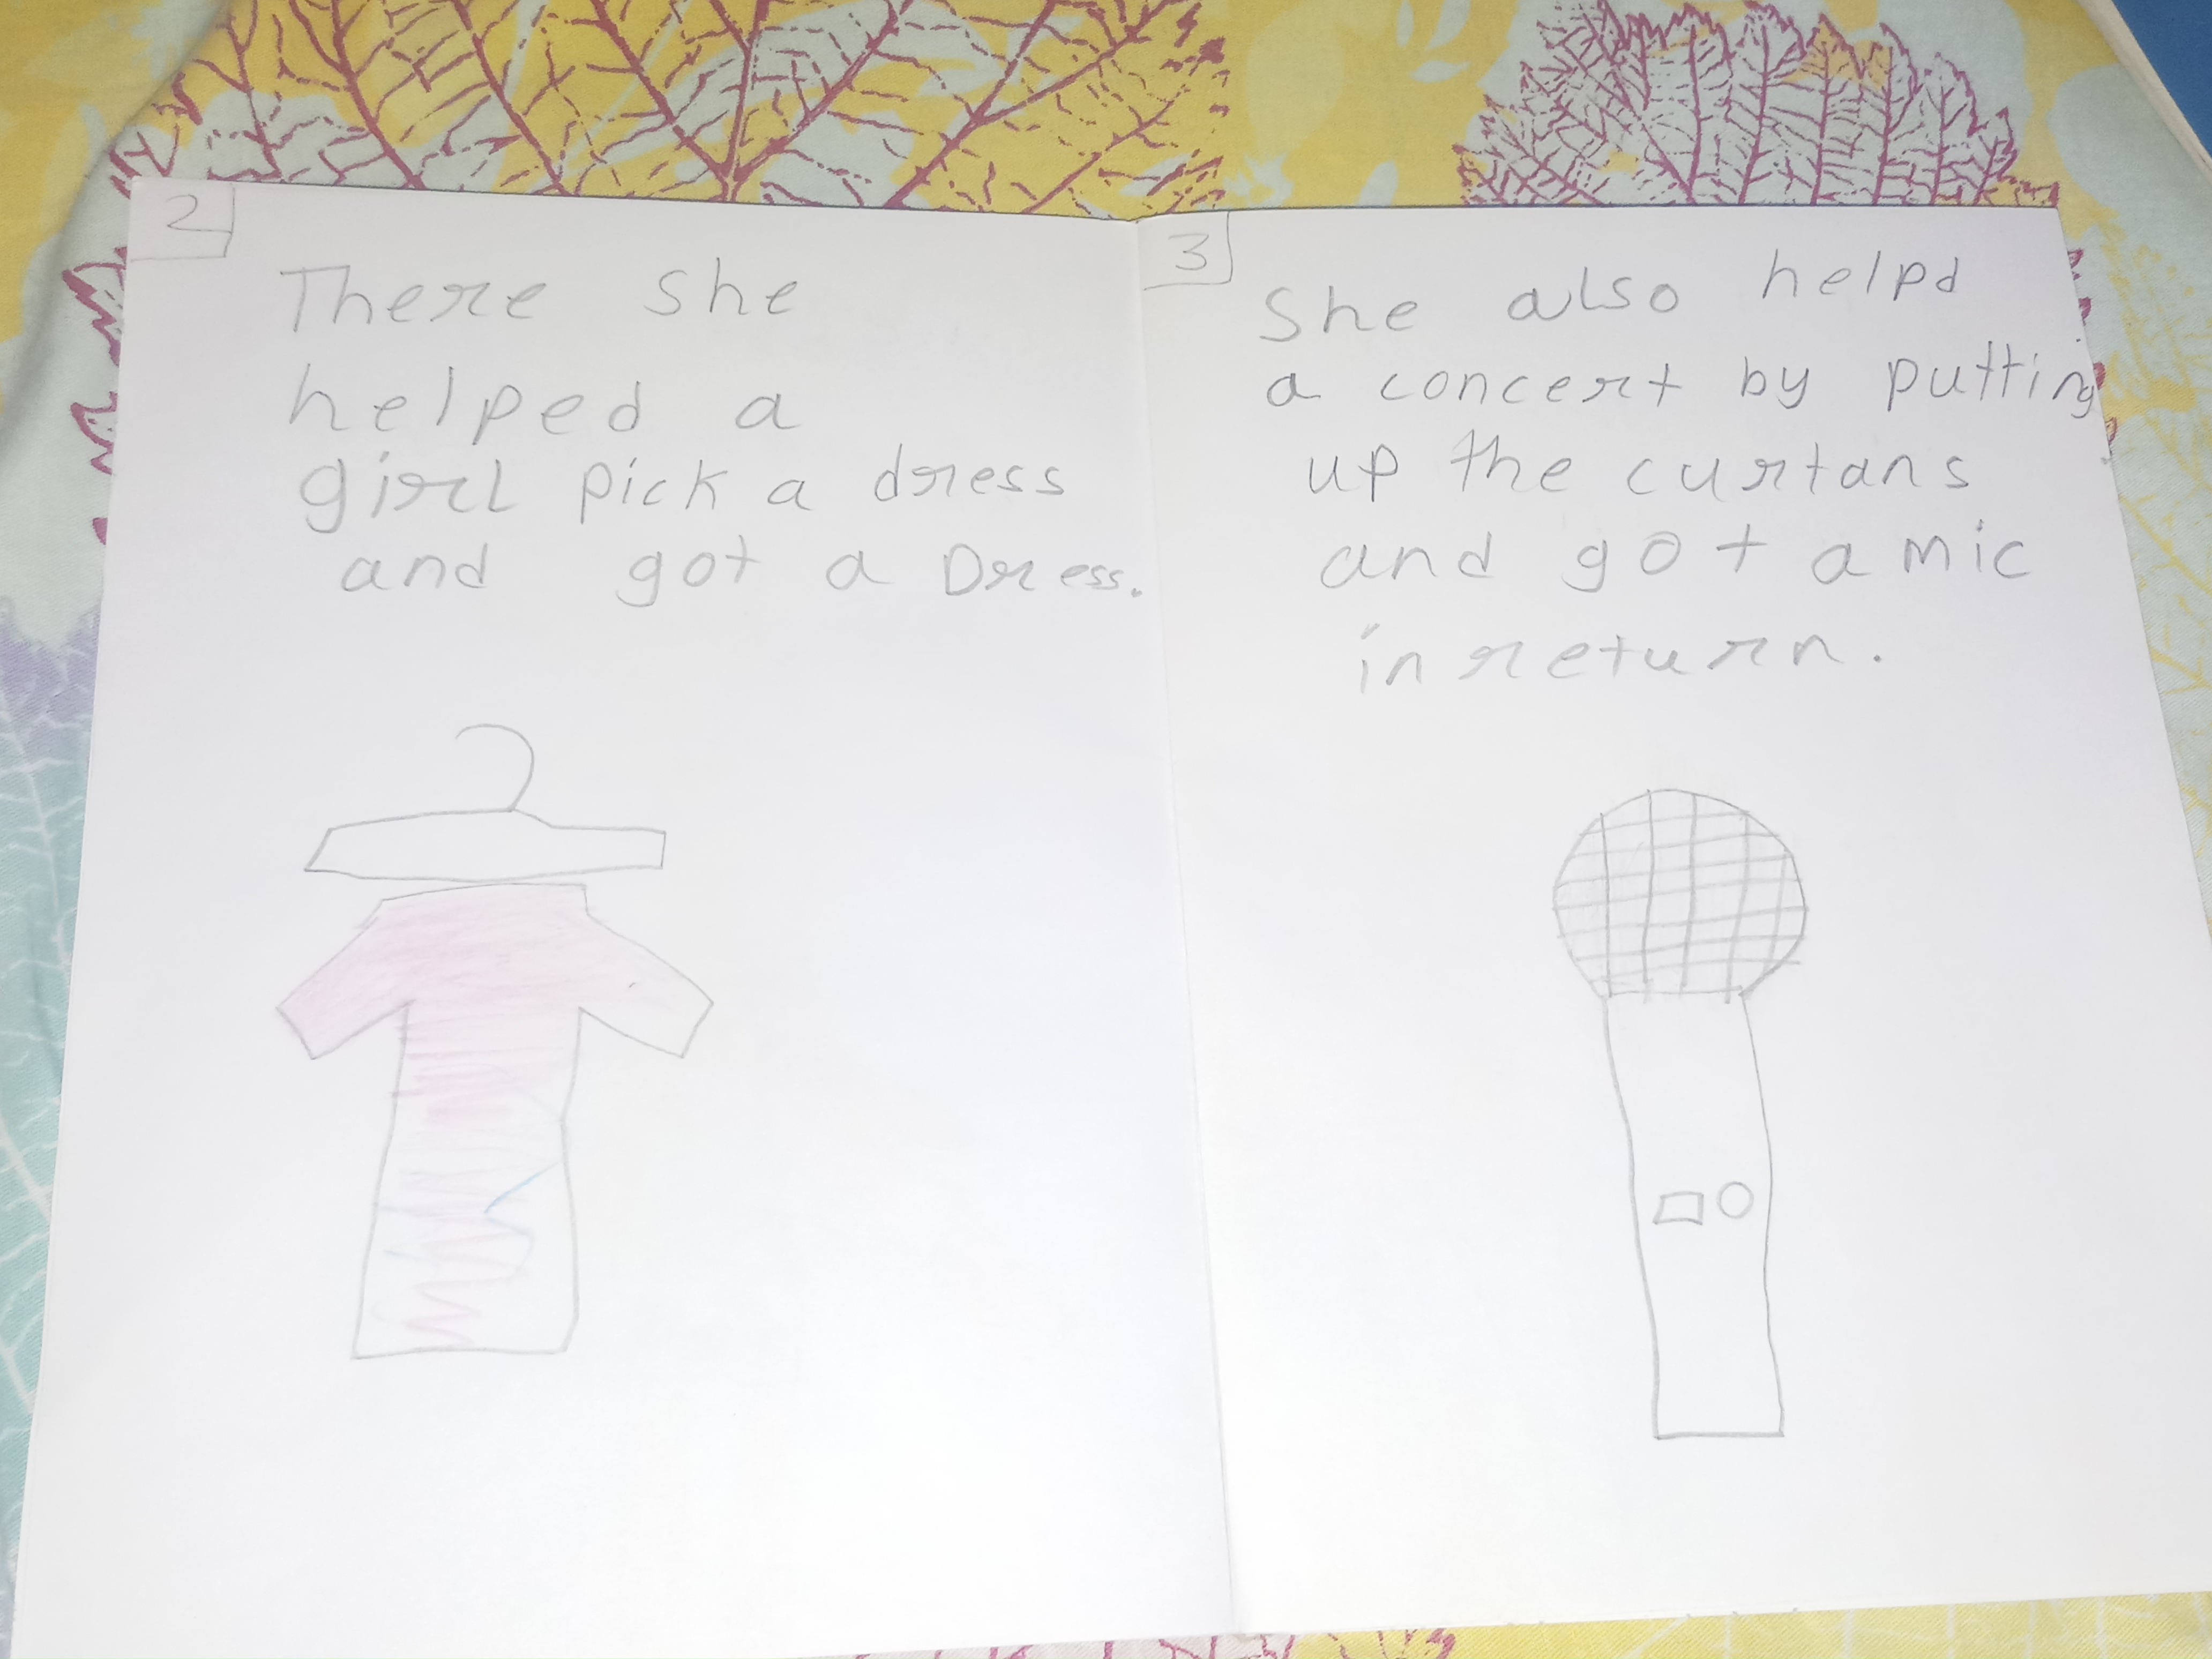 2
There she
helped a
girl pick a dress
and got a Dress.
3
She also helpd
a concert by putting
up the curtans
and got a mic
in return.